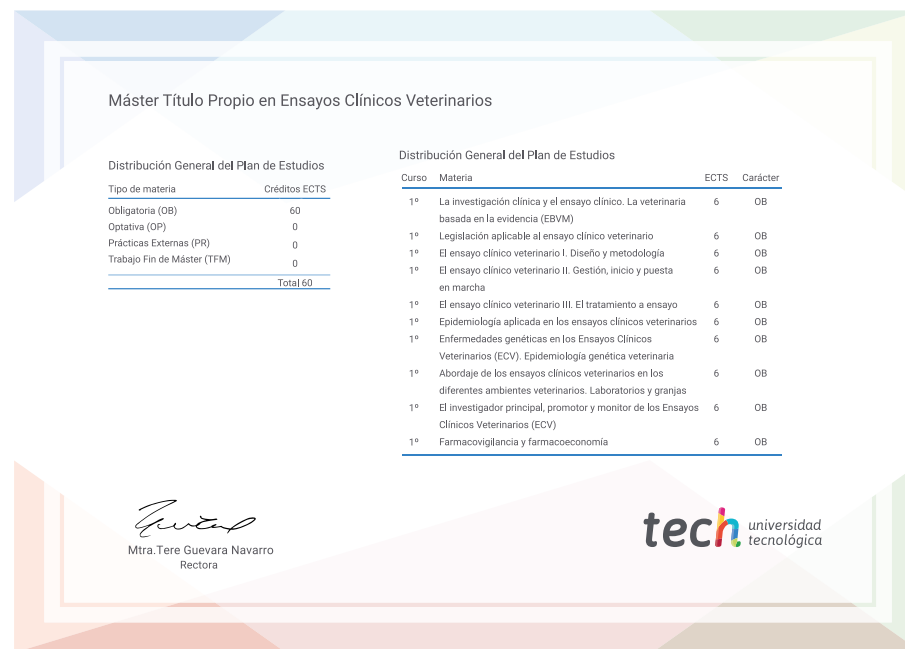 Máster Título Propio en Ensayos Clínicos Veterinarios
Distribución General del Plan de Estudios
Tipo de materia Créditos ECTS
Obligatoria (OB) 60
Optativa (OP) 0
Prácticas Externas (PR) 0
Trabajo Fin de Máster (TFM) 0
Total 60
Distribución General del Plan de Estudios
Curso Materia ECTS Carácter
1º La investigación clínica y el ensayo clínico. La veterinaria 6 OB
basada en la evidencia (EBVM)
1º Legislación aplicable al ensayo clínico veterinario 6 OB
1º El ensayo clínico veterinario I. Diseño y metodología 6 OB
1º El ensayo clínico veterinario II. Gestión, inicio y puesta 6 OB
en marcha
1º El ensayo clínico veterinario III. El tratamiento a ensayo 6 OB
1º Epidemiología aplicada en los ensayos clínicos veterinarios 6 OB
1º Enfermedades genéticas en los Ensayos Clínicos 6 OB
Veterinarios (ECV). Epidemiología genética veterinaria
1º Abordaje de los ensayos clínicos veterinarios en los 6 OB
diferentes ambientes veterinarios. Laboratorios y granjas
1º El investigador principal, promotor y monitor de los Ensayos 6 OB
Clínicos Veterinarios (ECV)
1º Farmacovigilancia y farmacoeconomía 6 OB
Mtra.Tere Guevara Navarro
Rectora
tech universidad
tecnológica